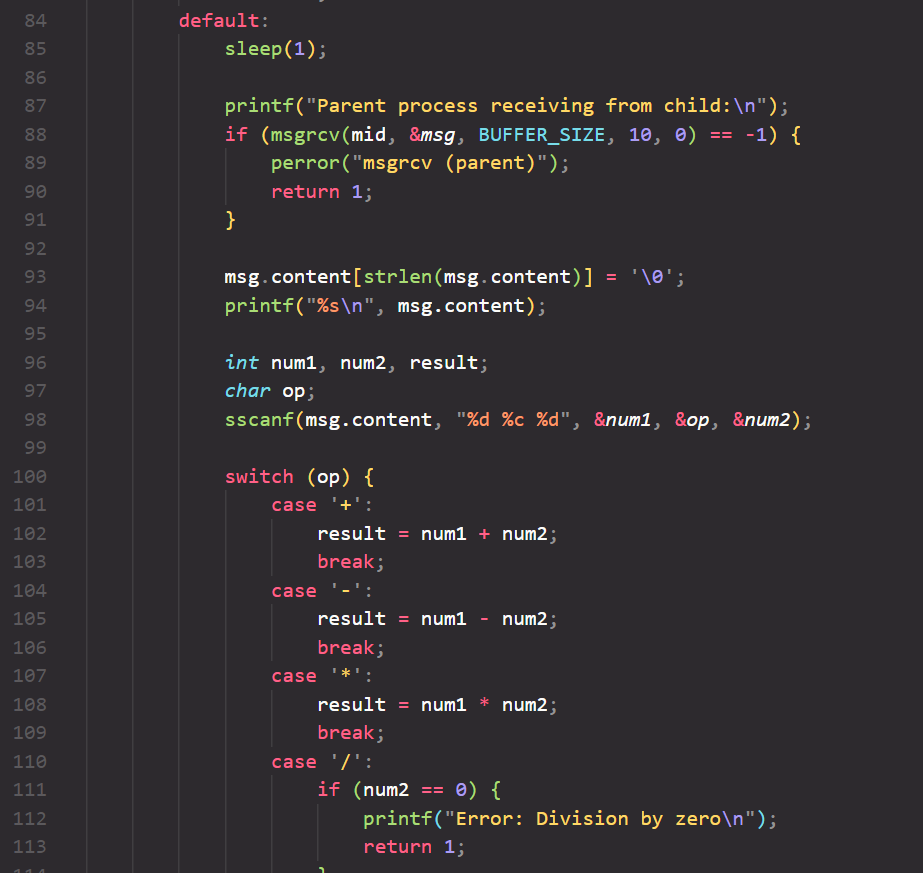 84 default:
85 sleep(1);
86
87 printf("Parent process receiving from child:\n");
88 if (msgrcv(mid, &msg, BUFFER_SIZE, 10, 0) == -1) {
89 perror("msgrcv (parent)");
90 return 1;
91 }
92
93 msg.content[strlen(msg.content)] = '\0';
94 printf("%s\n", msg.content);
95
96 int num1, num2, result;
97 char op;
98 sscanf(msg.content, "%d %c %d", &num1, &op, &num2);
99
100 switch (op) {
101 case '+':
102 result = num1 + num2;
103 break;
104 case '-':
105 result = num1 - num2;
106 break;
107 case '*':
108 result = num1 * num2;
109 break;
110 case '/':
111 if (num2 == 0) {
112 printf("Error: Division by zero\n");
113 return 1;